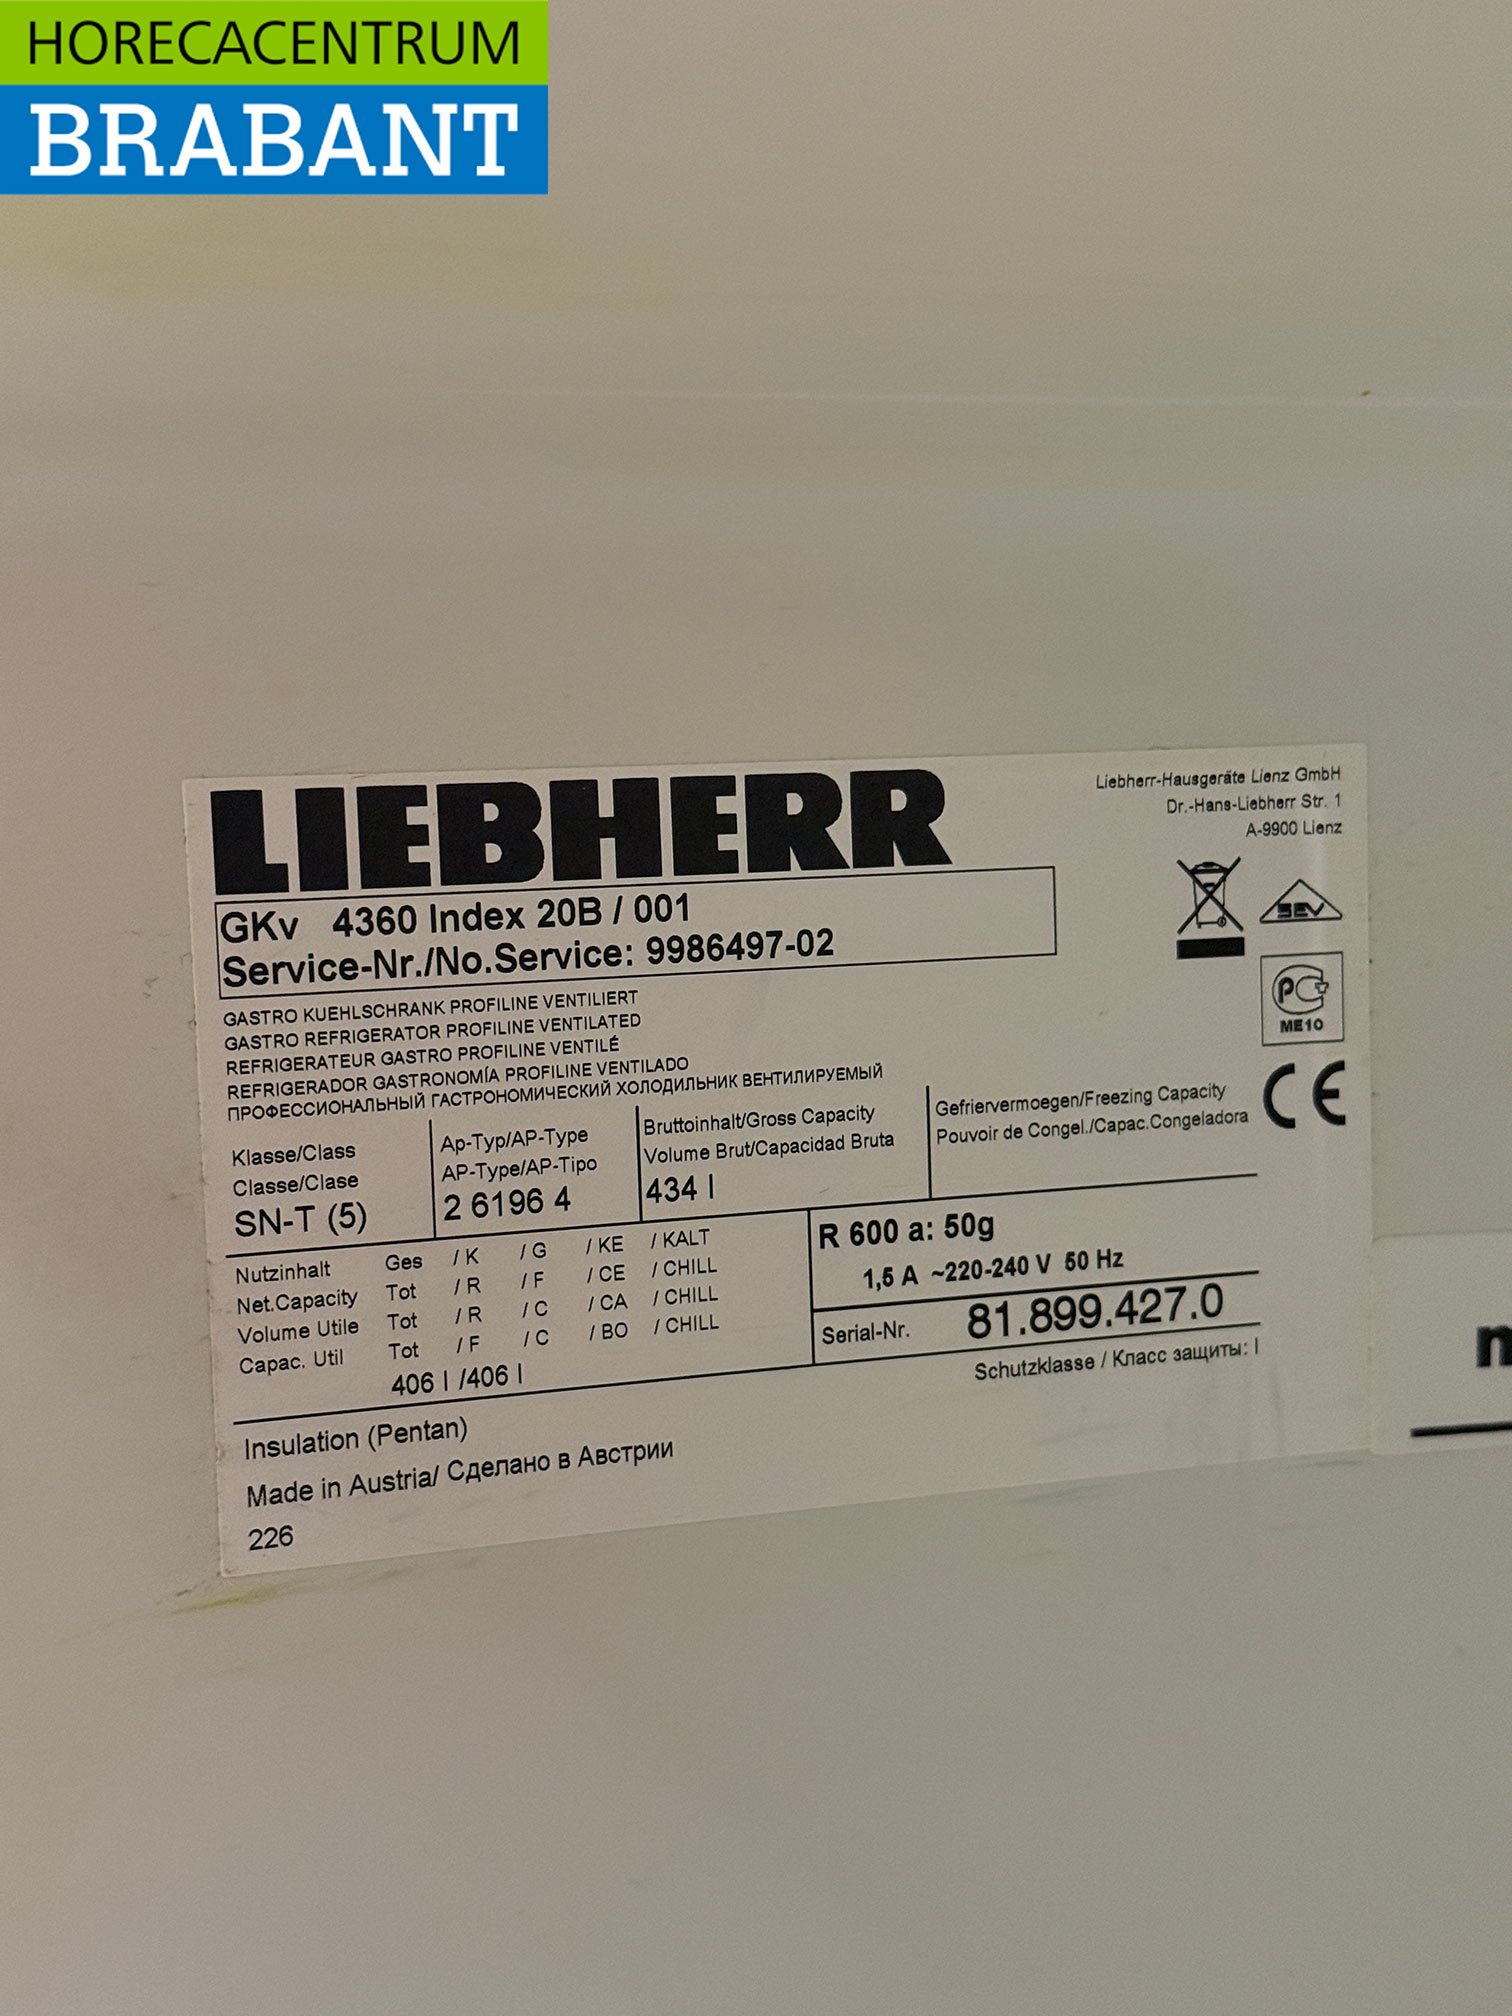 HORECACENTRUM
BRABANT
LIEBHERR
Liebherr-Hausgeräte Lienz GmbH
Dr.-Hans-Liebherr Str. 1
A-9900 Lienz
GKv 4360 Index 20B / 001
Service-Nr./No.Service: 9986497-02
SEV
PC
ME10
CE
GASTRO KUEHLSCHRANK PROFILINE VENTILIERT
GASTRO REFRIGERATOR PROFILINE VENTILATED
REFRIGERATEUR GASTRO PROFILINE VENTILÉ
REFRIGERADOR GASTRONOMÍA PROFILINE VENTILADO
ПРОФЕССИОНАЛЬНЫЙ ГАСТРОНОМИЧЕСКИЙ ХОЛОДИЛЬНИК ВЕНТИЛИРУЕМЫЙ
Klasse/Class
Classe/Clase
SN-T (5)
Ap-Typ/AP-Type
AP-Type/AP-Tipo
2 6196 4
Bruttoinhalt/Gross Capacity
Volume Brut/Capacidad Bruta
434 l
Gefriervermoegen/Freezing Capacity
Pouvoir de Congel./Capac.Congeladora
Nutzinhalt Ges / K / G / KE / KALT
Net.Capacity Tot / R / F / CE / CHILL
Volume Utile Tot / R / C / CA / CHILL
Capac. Util Tot / F / C / BO / CHILL
406 l /406 l
R 600 a: 50g
1,5 A ~220-240 V 50 Hz
Serial-Nr. 81.899.427.0
Schutzklasse / Класс защиты: I
Insulation (Pentan)
Made in Austria/ Сделано в Австрии
226